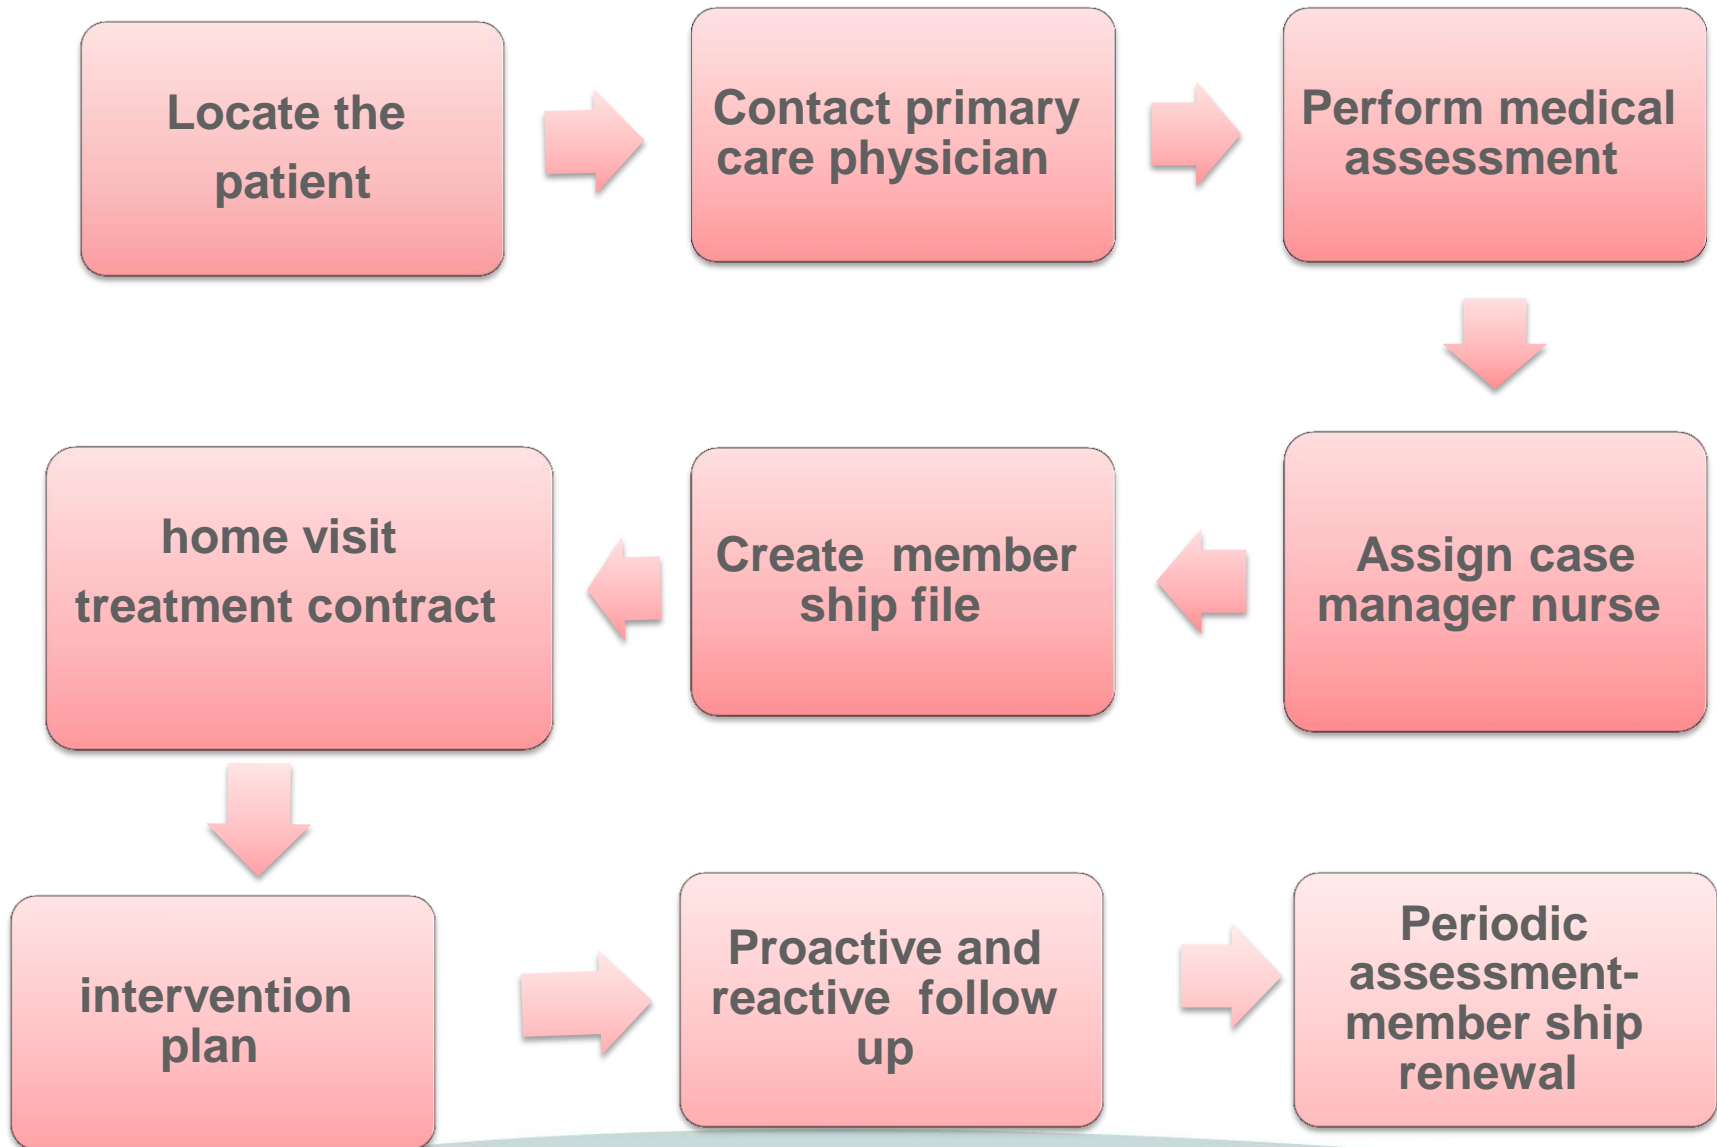 Locate the
patient
Contact primary
care physician
Perform medical
assessment
Assign case
manager nurse
Create  member
ship file
home visit
treatment contract
intervention
plan
Proactive and
reactive  follow
up
Periodic
assessment-
member ship
renewal